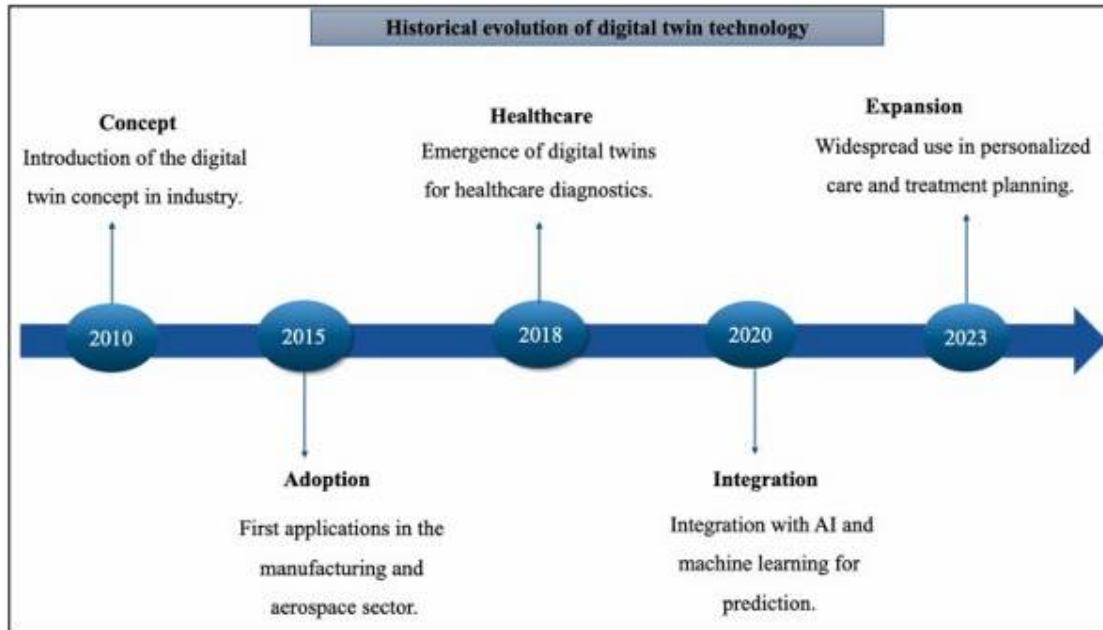 Historical evolution of digital twin technology
Concept
Introduction of the digital
twin concept in industry.
Healthcare
Emergence of digital twins
for healthcare diagnostics.
Expansion
Widespread use in personalized
care and treatment planning.
2010
2015
2018
2020
2023
Adoption
First applications in the
manufacturing and
aerospace sector.
Integration
Integration with AI and
machine learning for
prediction.